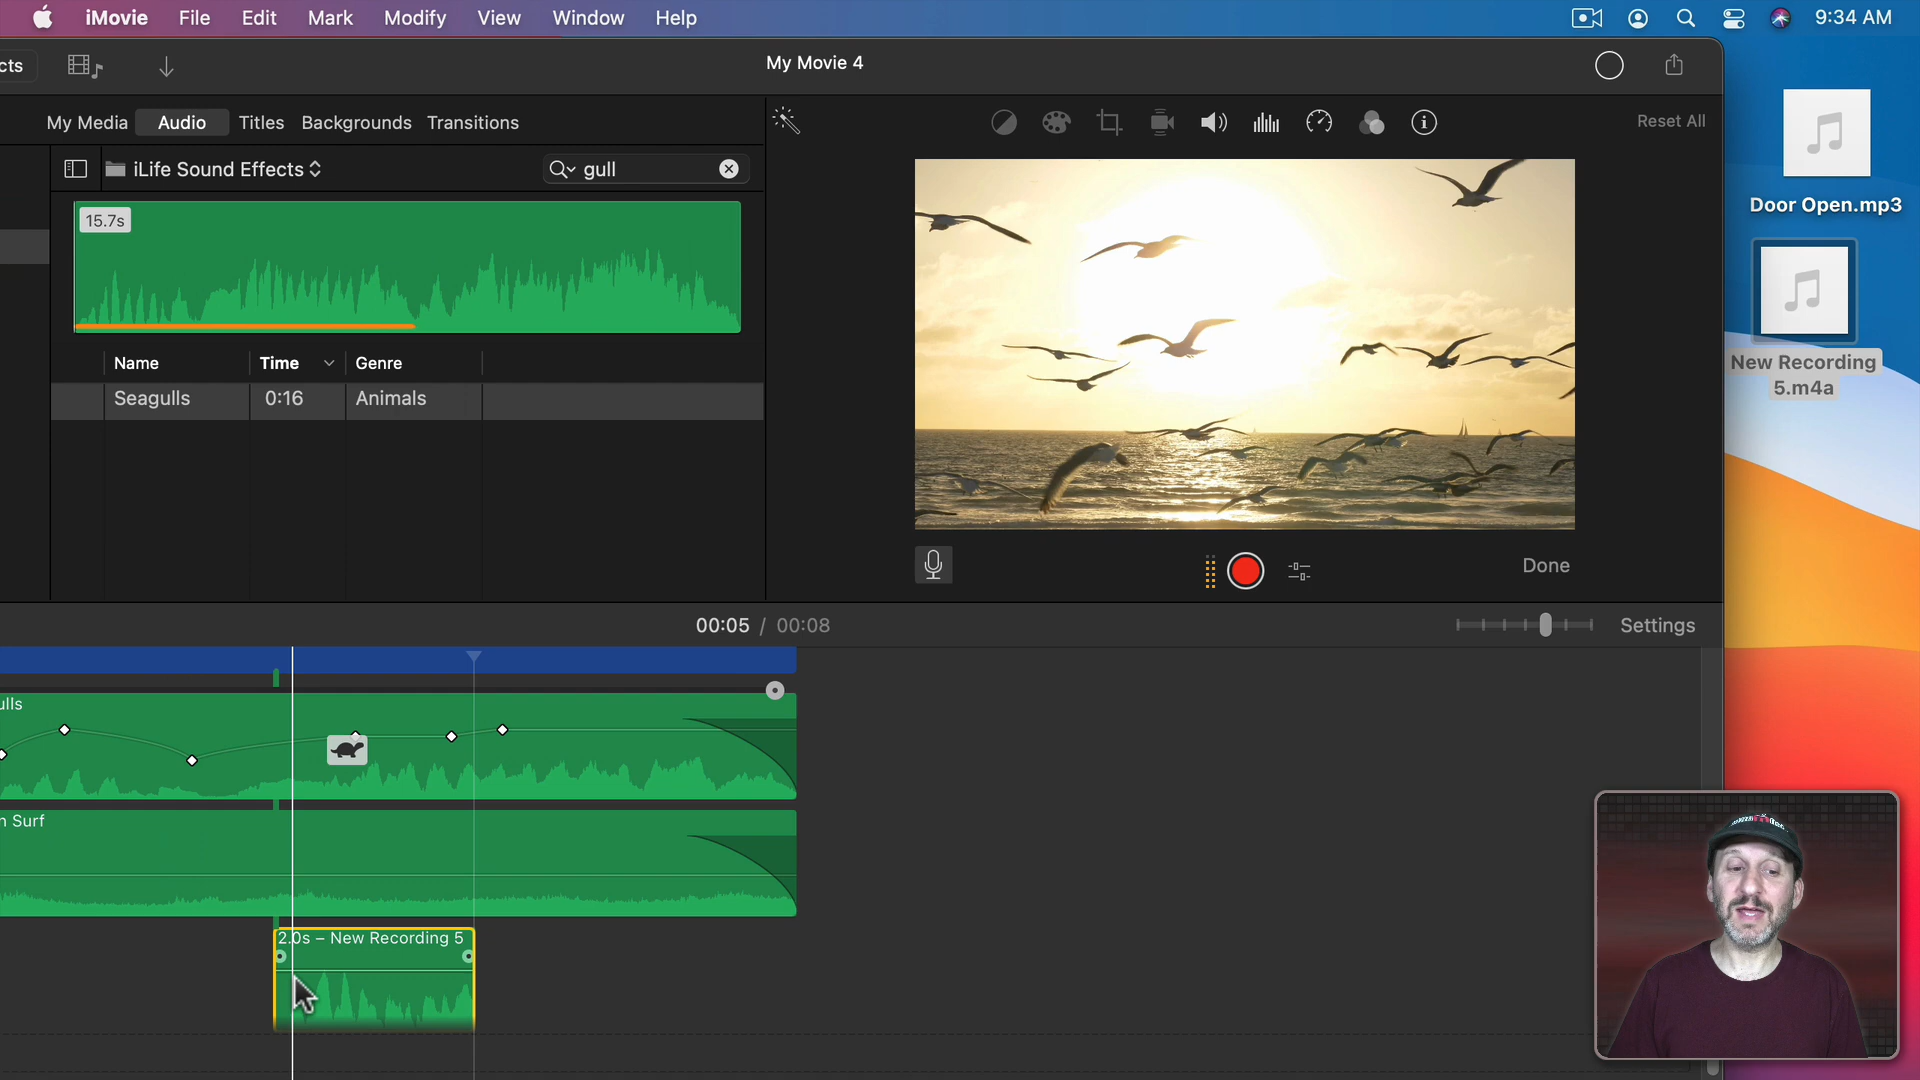 iMovie File Edit Mark Modify View Window Help 9:34 AM
cts My Movie 4
My Media Audio Titles Backgrounds Transitions Reset All
iLife Sound Effects gull
15.7s
Name Time Genre
Seagulls 0:16 Animals
Door Open.mp3
New Recording
5.m4a
Done
00:05 / 00:08 Settings
ulls
n Surf
2.0s – New Recording 5